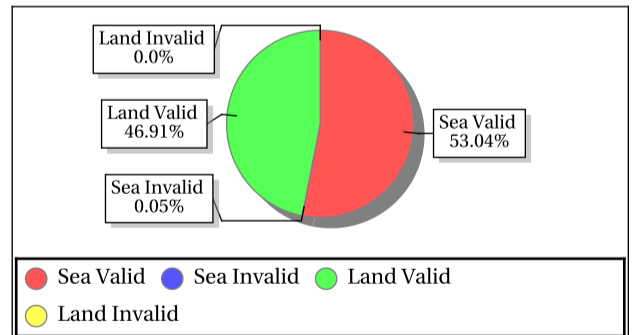 Land Invalid
0.0%
Land Valid
46.91%
Sea Valid
53.04%
Sea Invalid
0.05%
Sea Valid Sea Invalid Land Valid
Land Invalid